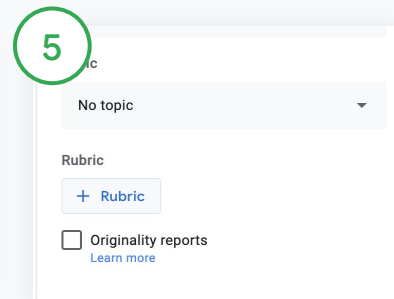 5
No topic
Rubric
+ Rubric
Originality reports
Learn more